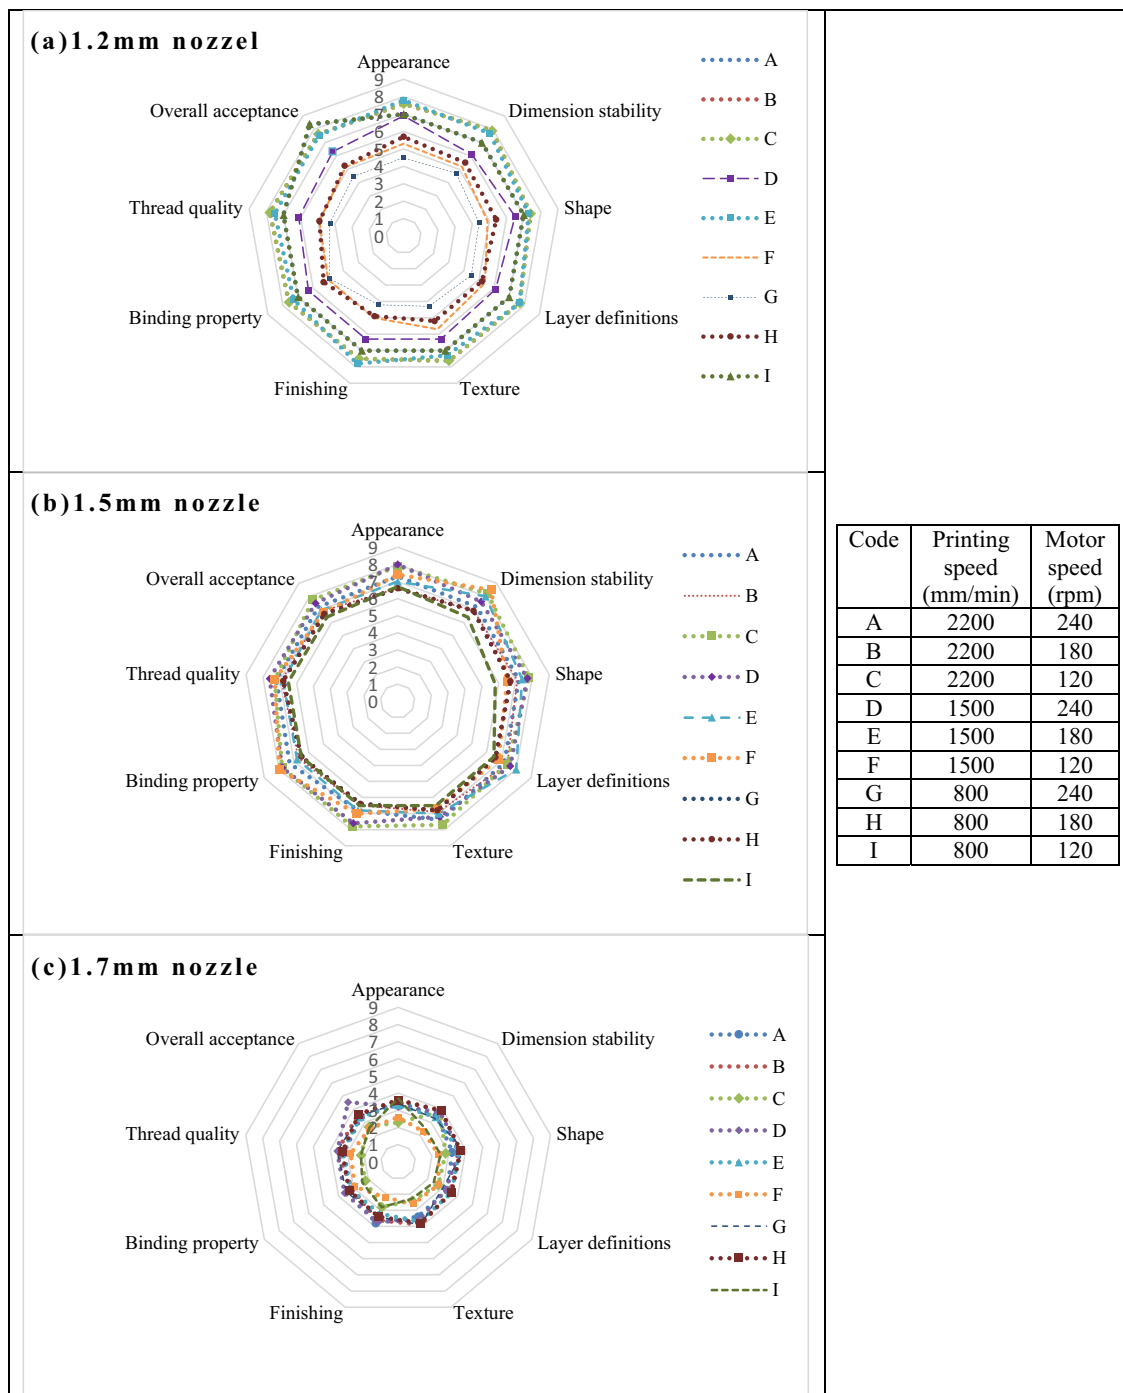 (a)1.2mm nozzel
Appearance
Dimension stability
Shape
Layer definitions
Texture
Finishing
Binding property
Thread quality
Overall acceptance
9
8
7
6
5
4
3
2
1
0
A
B
C
D
E
F
G
H
I
(b)1.5mm nozzle
Appearance
Dimension stability
Shape
Layer definitions
Texture
Finishing
Binding property
Thread quality
Overall acceptance
9
8
7
6
5
4
3
2
1
0
A
B
C
D
E
F
G
H
I
(c)1.7mm nozzle
Appearance
Dimension stability
Shape
Layer definitions
Texture
Finishing
Binding property
Thread quality
Overall acceptance
9
8
7
6
5
4
3
2
1
0
A
B
C
D
E
F
G
H
I
Code Printing Motor
speed speed
(mm/min) (rpm)
A 2200 240
B 2200 180
C 2200 120
D 1500 240
E 1500 180
F 1500 120
G 800 240
H 800 180
I 800 120